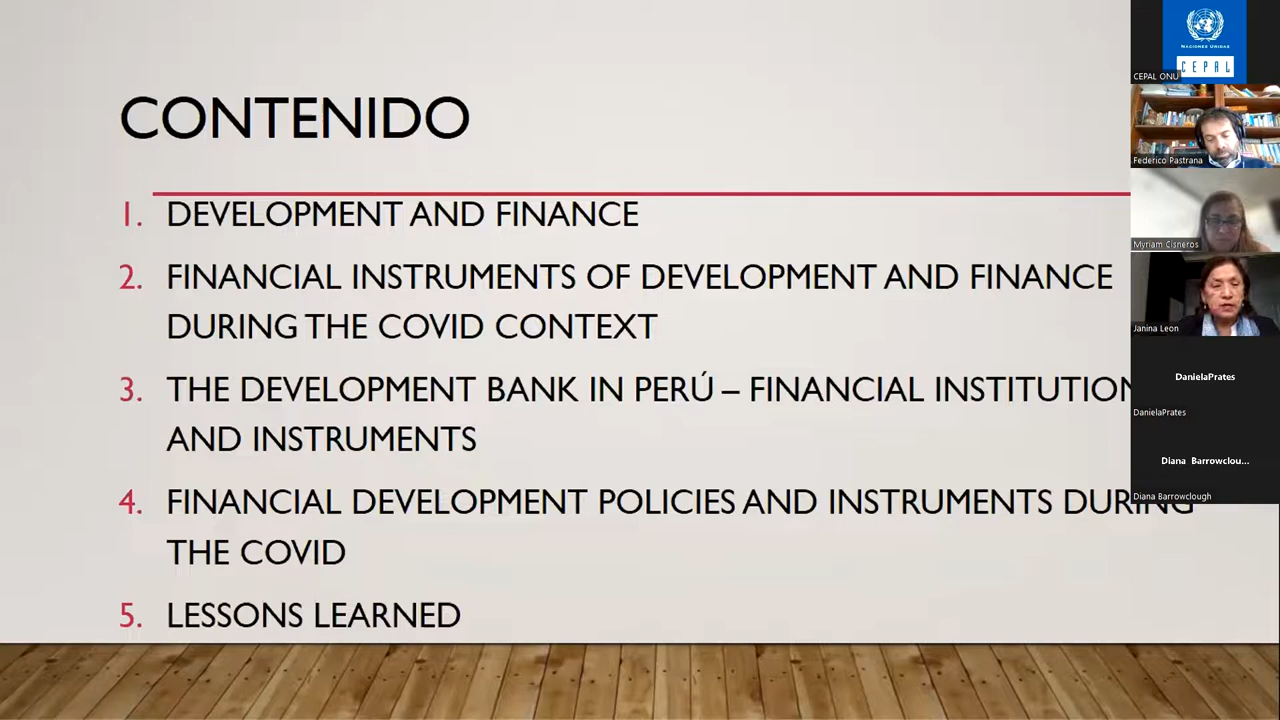 CONTENIDO
1. DEVELOPMENT AND FINANCE
2. FINANCIAL INSTRUMENTS OF DEVELOPMENT AND FINANCE
DURING THE COVID CONTEXT
3. THE DEVELOPMENT BANK IN PERÚ – FINANCIAL INSTITUTION
AND INSTRUMENTS
4. FINANCIAL DEVELOPMENT POLICIES AND INSTRUMENTS DURING
THE COVID
5. LESSONS LEARNED
NACIONES UNIDAS
CEPAL
CEPAL ONU
Federico Pastrana
Myriam Cisneros
Janina Leon
DanielaPrates
DanielaPrates
Diana Barrowclou...
Diana Barrowclough